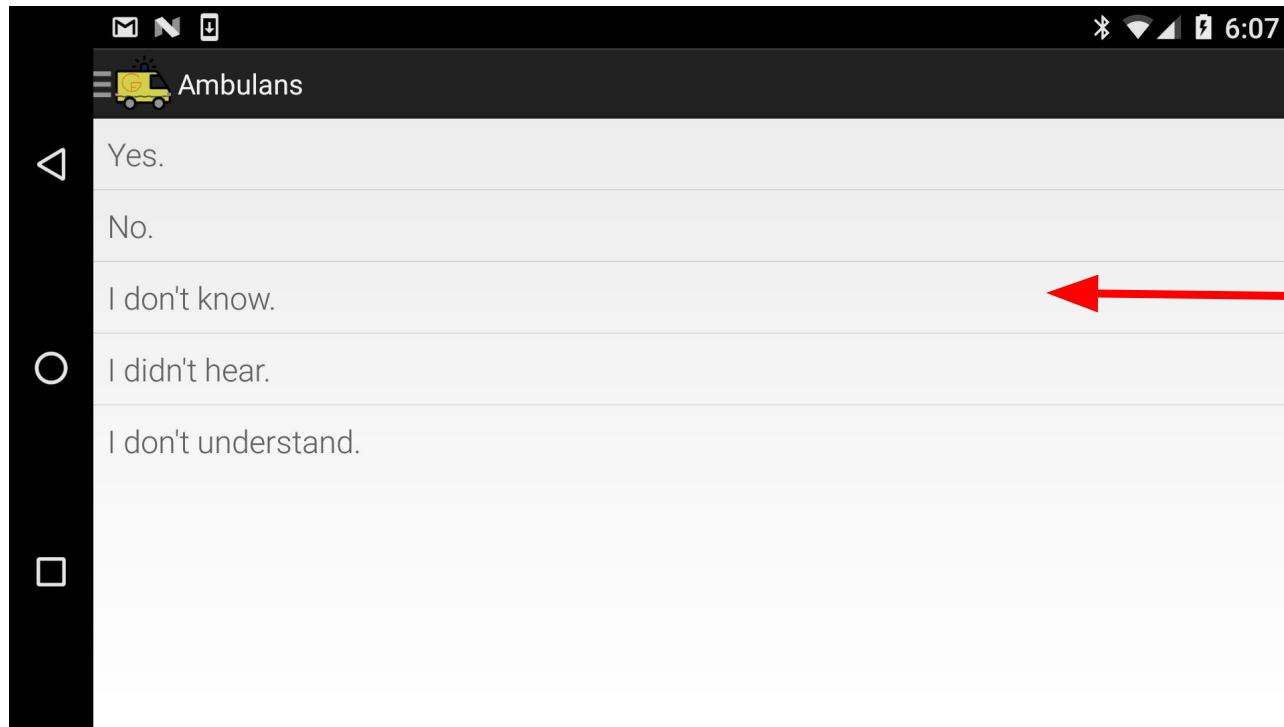 6:07
Ambulans
Yes.
No.
I don't know.
I didn't hear.
I don't understand.